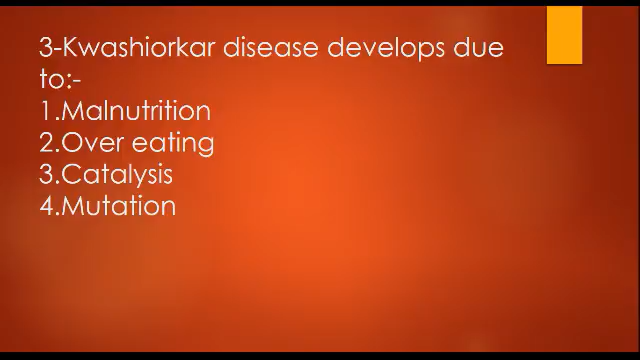 3-Kwashiorkar disease develops due
to:-
1.Malnutrition
2.Over eating
3.Catalysis
4.Mutation